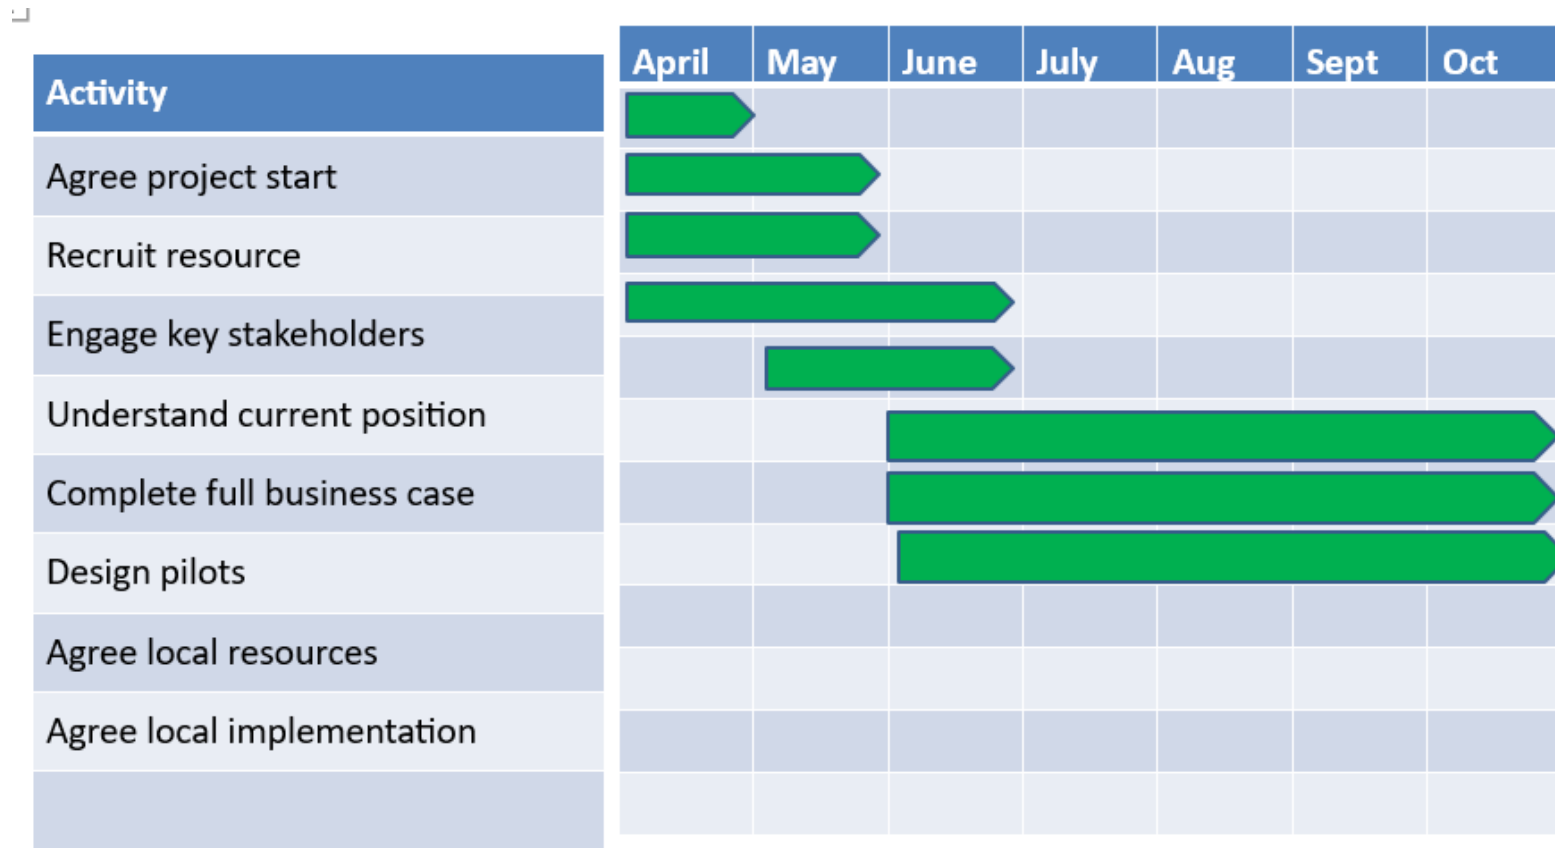 April May June July Aug Sept Oct
Activity
Agree project start
Recruit resource
Engage key stakeholders
Understand current position
Complete full business case
Design pilots
Agree local resources
Agree local implementation